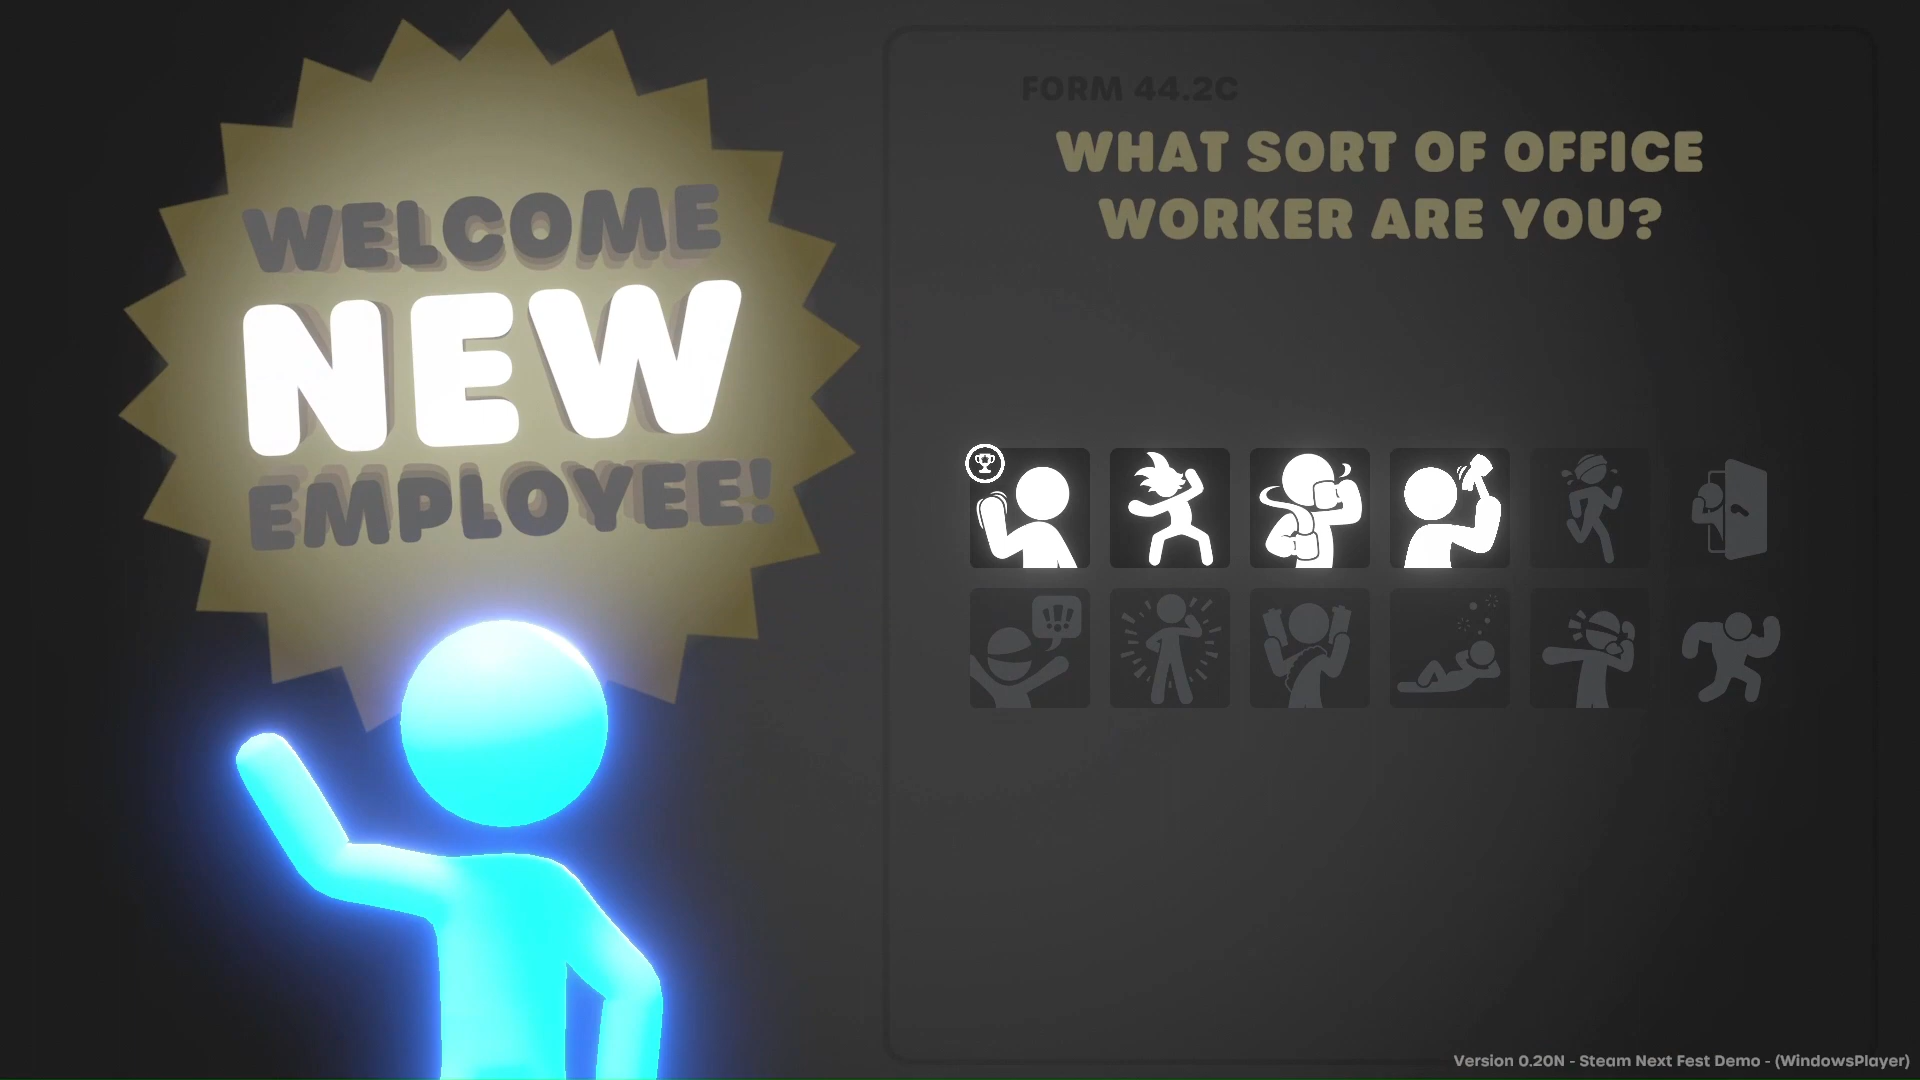 WELCOME
NEW
EMPLOYEE!
FORM 44.2C
WHAT SORT OF OFFICE
WORKER ARE YOU?
!!!
Version 0.20N - Steam Next Fest Demo - (WindowsPlayer)